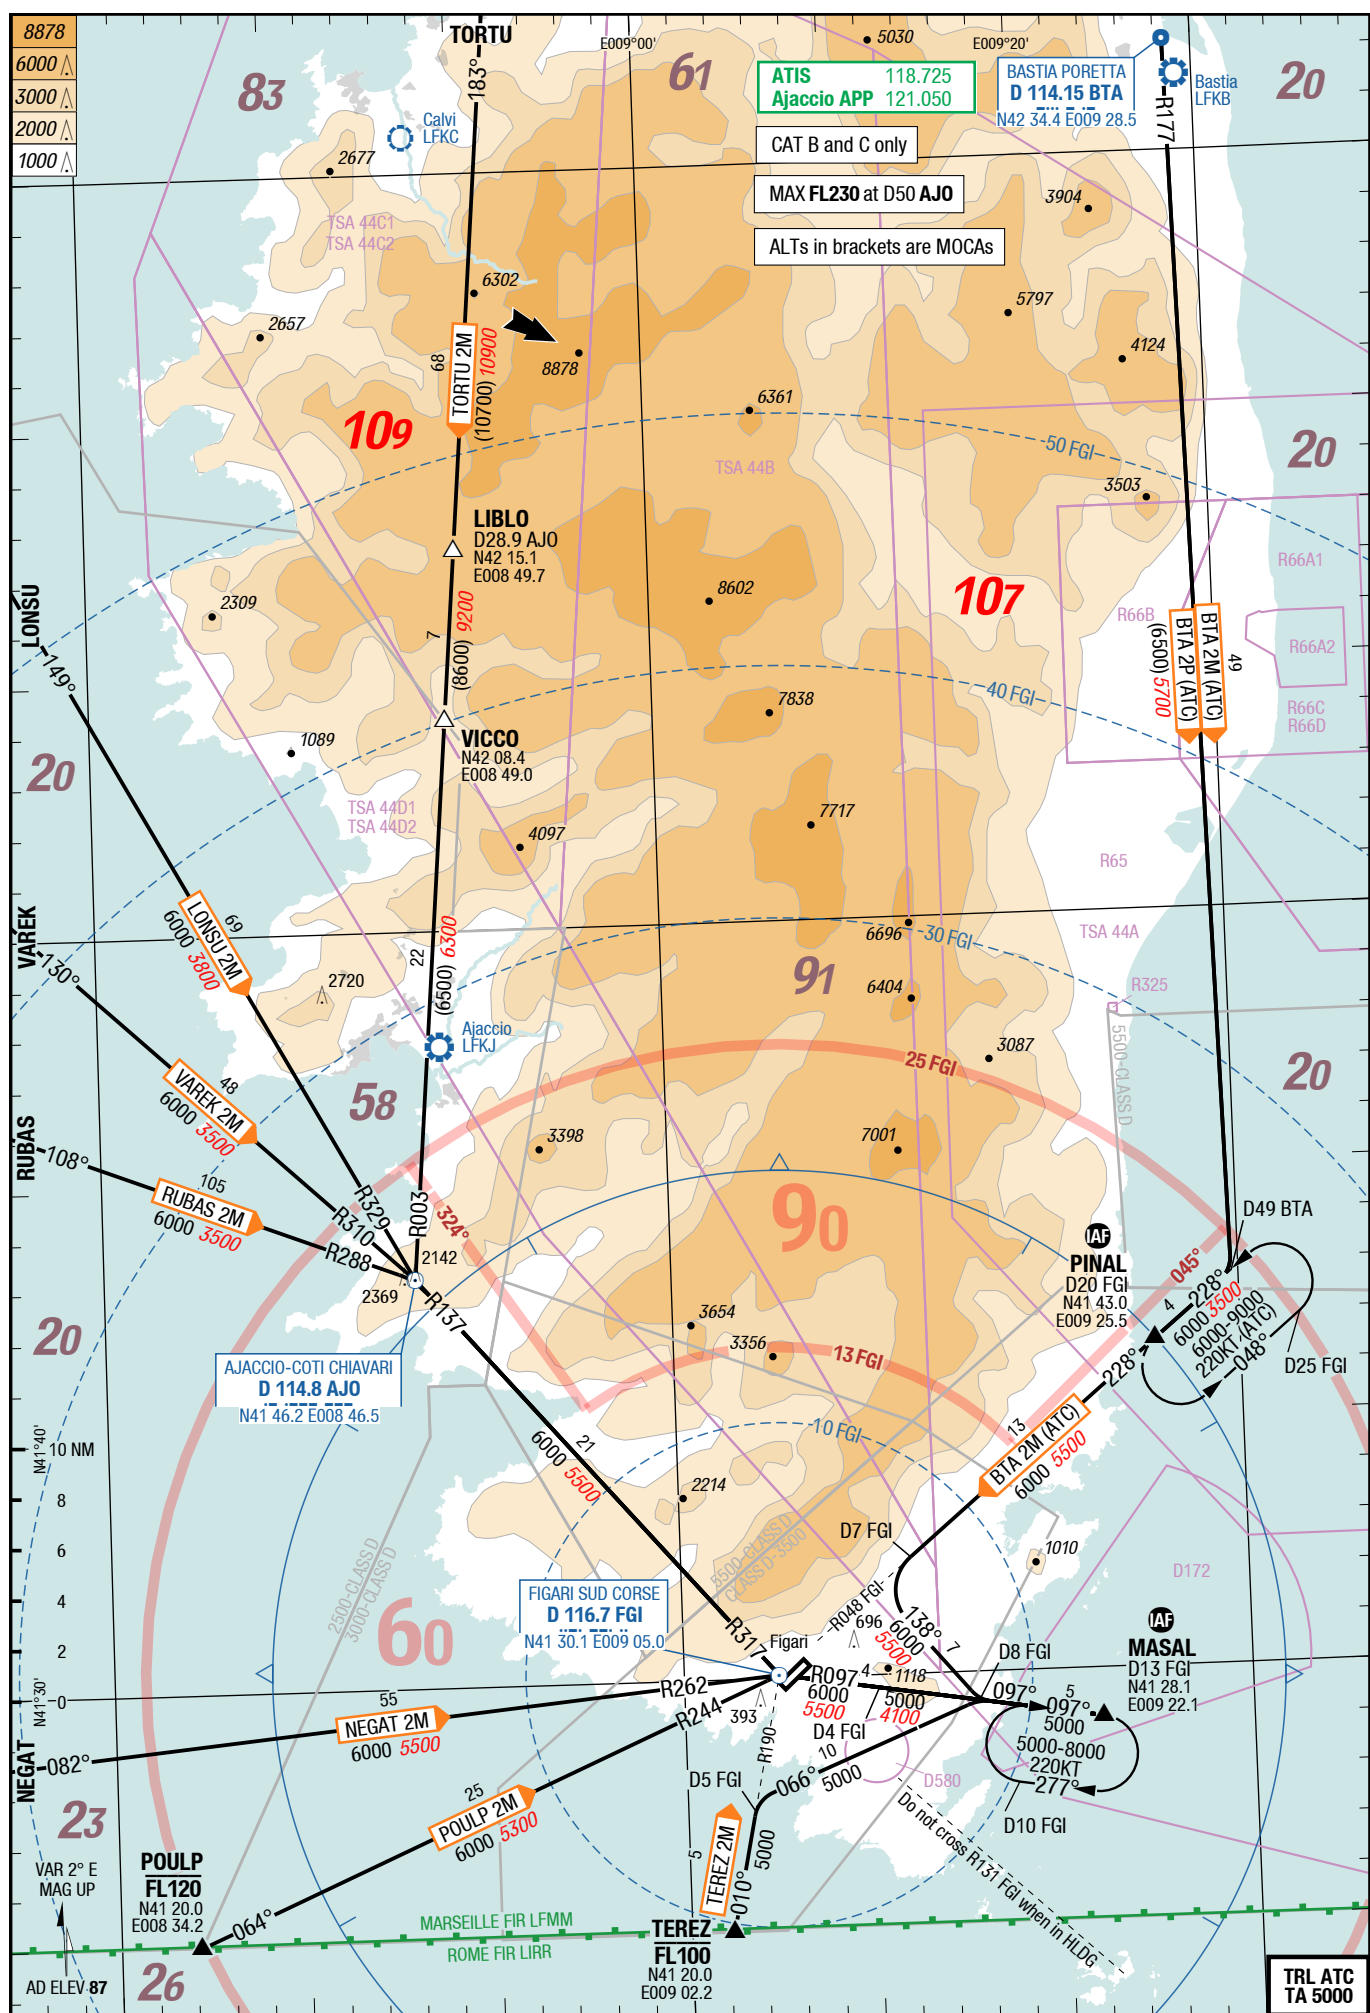 8878
6000
3000
2000
1000
83
TORTU
183°
E009°00'
61
5030
E009°20'
ATIS 118.725
Ajaccio APP 121.050
BASTIA PORETTA
D 114.15 BTA
N42 34.4 E009 28.5
Bastia
LFKB
20
R177
Calvi
LFKC
2677
CAT B and C only
MAX FL230 at D50 AJO
3904
ALTs in brackets are MOCAs
TSA 44C1
TSA 44C2
6302
5797
2657
68
TORTU 2M
(10700) 10900
8878
4124
6361
109
50 FGI
20
TSA 44B
3503
LIBLO
D28.9 AJO
N42 15.1
E008 49.7
R66A1
LONSU
2309
8602
107
R66B
R66A2
7
(8600) 9200
BTA 2P (ATC)
BTA 2M (ATC)
49
(6500) 5700
149°
40 FGI
R66C
R66D
7838
VICCO
N42 08.4
E008 49.0
1089
20
TSA 44D1
TSA 44D2
4097
7717
R65
VAREK
LONSU 2M
69
6000 3800
6696
30 FGI
TSA 44A
130°
22
(6500) 6300
2720
91
6404
R325
5500-CLASS D
Ajaccio
LFKJ
3087
25 FGI
20
VAREK 2M
48
6000 3500
58
RUBAS
108°
3398
7001
105
RUBAS 2M
6000 3500
R329
R310
R288
R003
324°
90
D49 BTA
IAF
PINAL
D20 FGI
N41 43.0
E009 25.5
045°
2142
2369
R137
4
228°
6000 3500
6000-9000
220KT (ATC)
048°
D25 FGI
20
3654
3356
13 FGI
228°
AJACCIO-COTI CHIAVARI
D 114.8 AJO
N41 46.2 E008 46.5
13
BTA 2M (ATC)
6000 5500
10 FGI
N41°40'
10 NM
8
6
4
2
0
N41°30'
21
6000 5500
2214
D7 FGI
5500-CLASS D
CLASS D-3500
1010
2500-CLASS D
3000-CLASS D
D172
FIGARI SUD CORSE
D 116.7 FGI
N41 30.1 E009 05.0
R048 FGI
696
138°
6000
5500
7
IAF
MASAL
D13 FGI
N41 28.1
E009 22.1
60
R317
Figari
D8 FGI
R097
6000
5500
4
1118
5000
4100
097°
5
097°
5000
5000-8000
220KT
277°
R262
R244
393
R190
D4 FGI
55
NEGAT 2M
6000 5500
NEGAT
082°
10
066°
5000
D5 FGI
D580
D10 FGI
23
25
POULP 2M
6000 5300
Do not cross R131 FGI when in HLDG
VAR 2° E
MAG UP
POULP
FL120
N41 20.0
E008 34.2
064°
5
TEREZ 2M
5000
010°
MARSEILLE FIR LFMM
ROME FIR LIRR
TEREZ
FL100
N41 20.0
E009 02.2
AD ELEV 87
26
TRL ATC
TA 5000